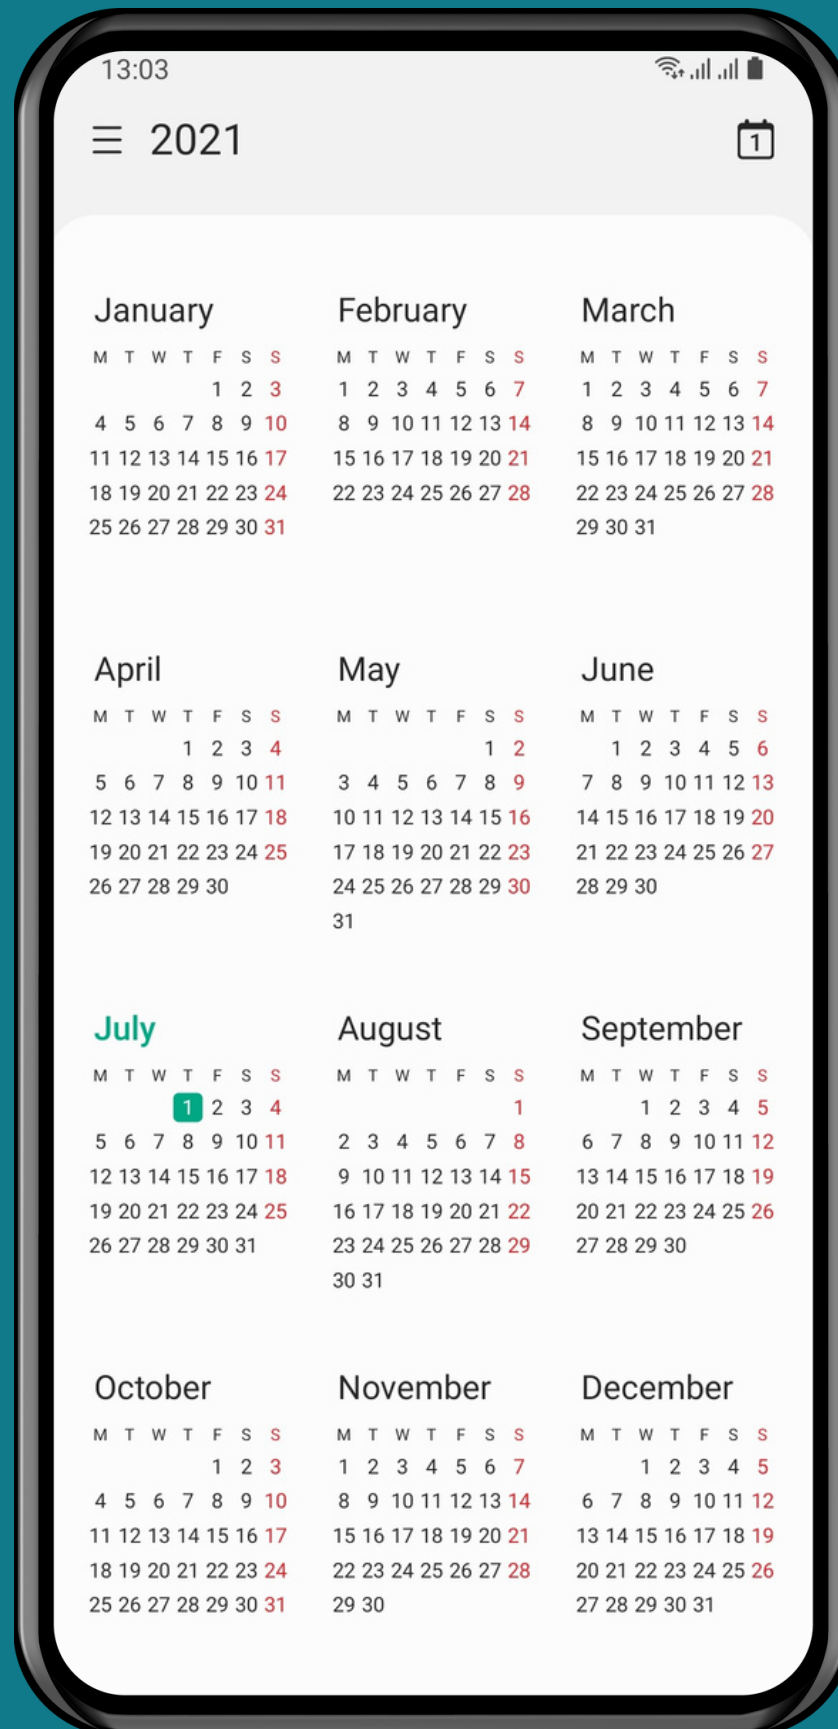 13:03
2021
1
January February March
M T W T F S S M T W T F S S M T W T F S S
1 2 3 1 2 3 4 5 6 7 1 2 3 4 5 6 7
4 5 6 7 8 9 10 8 9 10 11 12 13 14 8 9 10 11 12 13 14
11 12 13 14 15 16 17 15 16 17 18 19 20 21 15 16 17 18 19 20 21
18 19 20 21 22 23 24 22 23 24 25 26 27 28 22 23 24 25 26 27 28
25 26 27 28 29 30 31 29 30 31
April May June
M T W T F S S M T W T F S S M T W T F S S
1 2 3 4 1 2 1 2 3 4 5 6
5 6 7 8 9 10 11 3 4 5 6 7 8 9 7 8 9 10 11 12 13
12 13 14 15 16 17 18 10 11 12 13 14 15 16 14 15 16 17 18 19 20
19 20 21 22 23 24 25 17 18 19 20 21 22 23 21 22 23 24 25 26 27
26 27 28 29 30 24 25 26 27 28 29 30 28 29 30
31
July August September
M T W T F S S M T W T F S S M T W T F S S
1 2 3 4 1 1 2 3 4 5
5 6 7 8 9 10 11 2 3 4 5 6 7 8 6 7 8 9 10 11 12
12 13 14 15 16 17 18 9 10 11 12 13 14 15 13 14 15 16 17 18 19
19 20 21 22 23 24 25 16 17 18 19 20 21 22 20 21 22 23 24 25 26
26 27 28 29 30 31 23 24 25 26 27 28 29 27 28 29 30
30 31
October November December
M T W T F S S M T W T F S S M T W T F S S
1 2 3 1 2 3 4 5 6 7 1 2 3 4 5
4 5 6 7 8 9 10 8 9 10 11 12 13 14 6 7 8 9 10 11 12
11 12 13 14 15 16 17 15 16 17 18 19 20 21 13 14 15 16 17 18 19
18 19 20 21 22 23 24 22 23 24 25 26 27 28 20 21 22 23 24 25 26
25 26 27 28 29 30 31 29 30 27 28 29 30 31